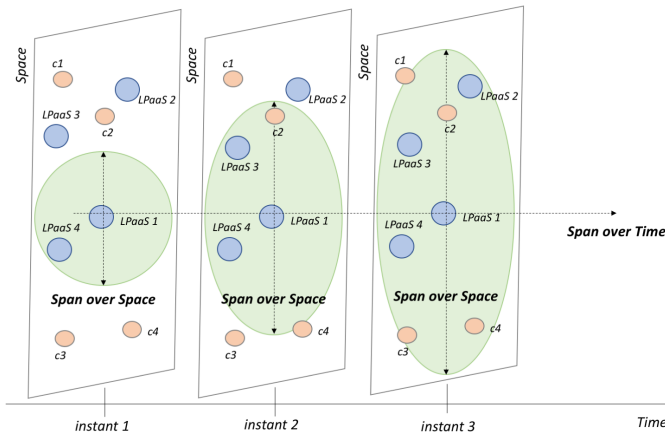 Space
c1
LPaaS 2
LPaaS 3
c2
LPaaS 1
LPaaS 4
Span over Space
c4
c3
Space
c1
LPaaS 2
c2
LPaaS 3
LPaaS 1
LPaaS 4
Span over Space
c4
c3
Space
c1
LPaaS 2
c2
LPaaS 3
LPaaS 1
LPaaS 4
Span over Space
c4
c3
Span over Time
instant 1
instant 2
instant 3
Time